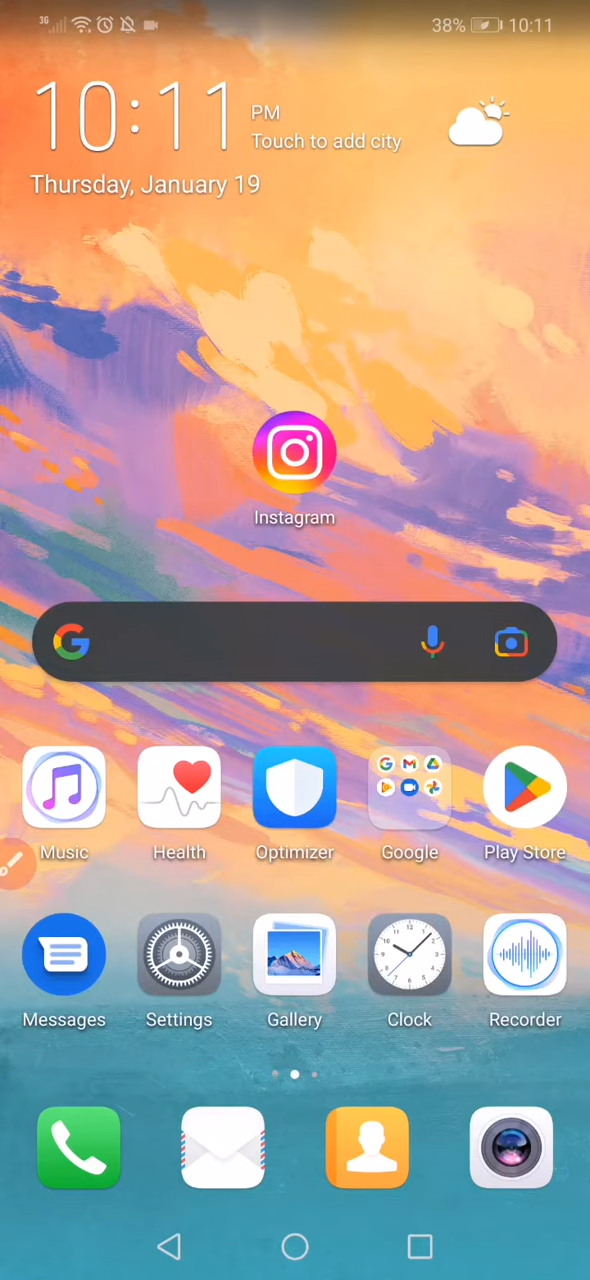 3G 38% 10:11
10:11 PM
Touch to add city
Thursday, January 19
Instagram
Music Health Optimizer Google Play Store
Messages Settings Gallery Clock Recorder